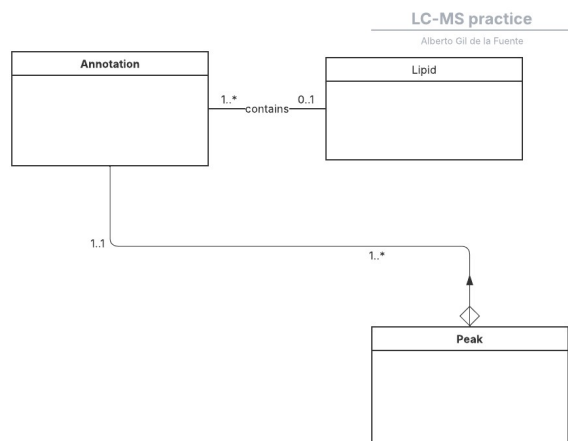 LC-MS practice
Alberto Gil de la Fuente
Annotation
Lipid
1..*
contains
0..1
1..1
1..*
Peak